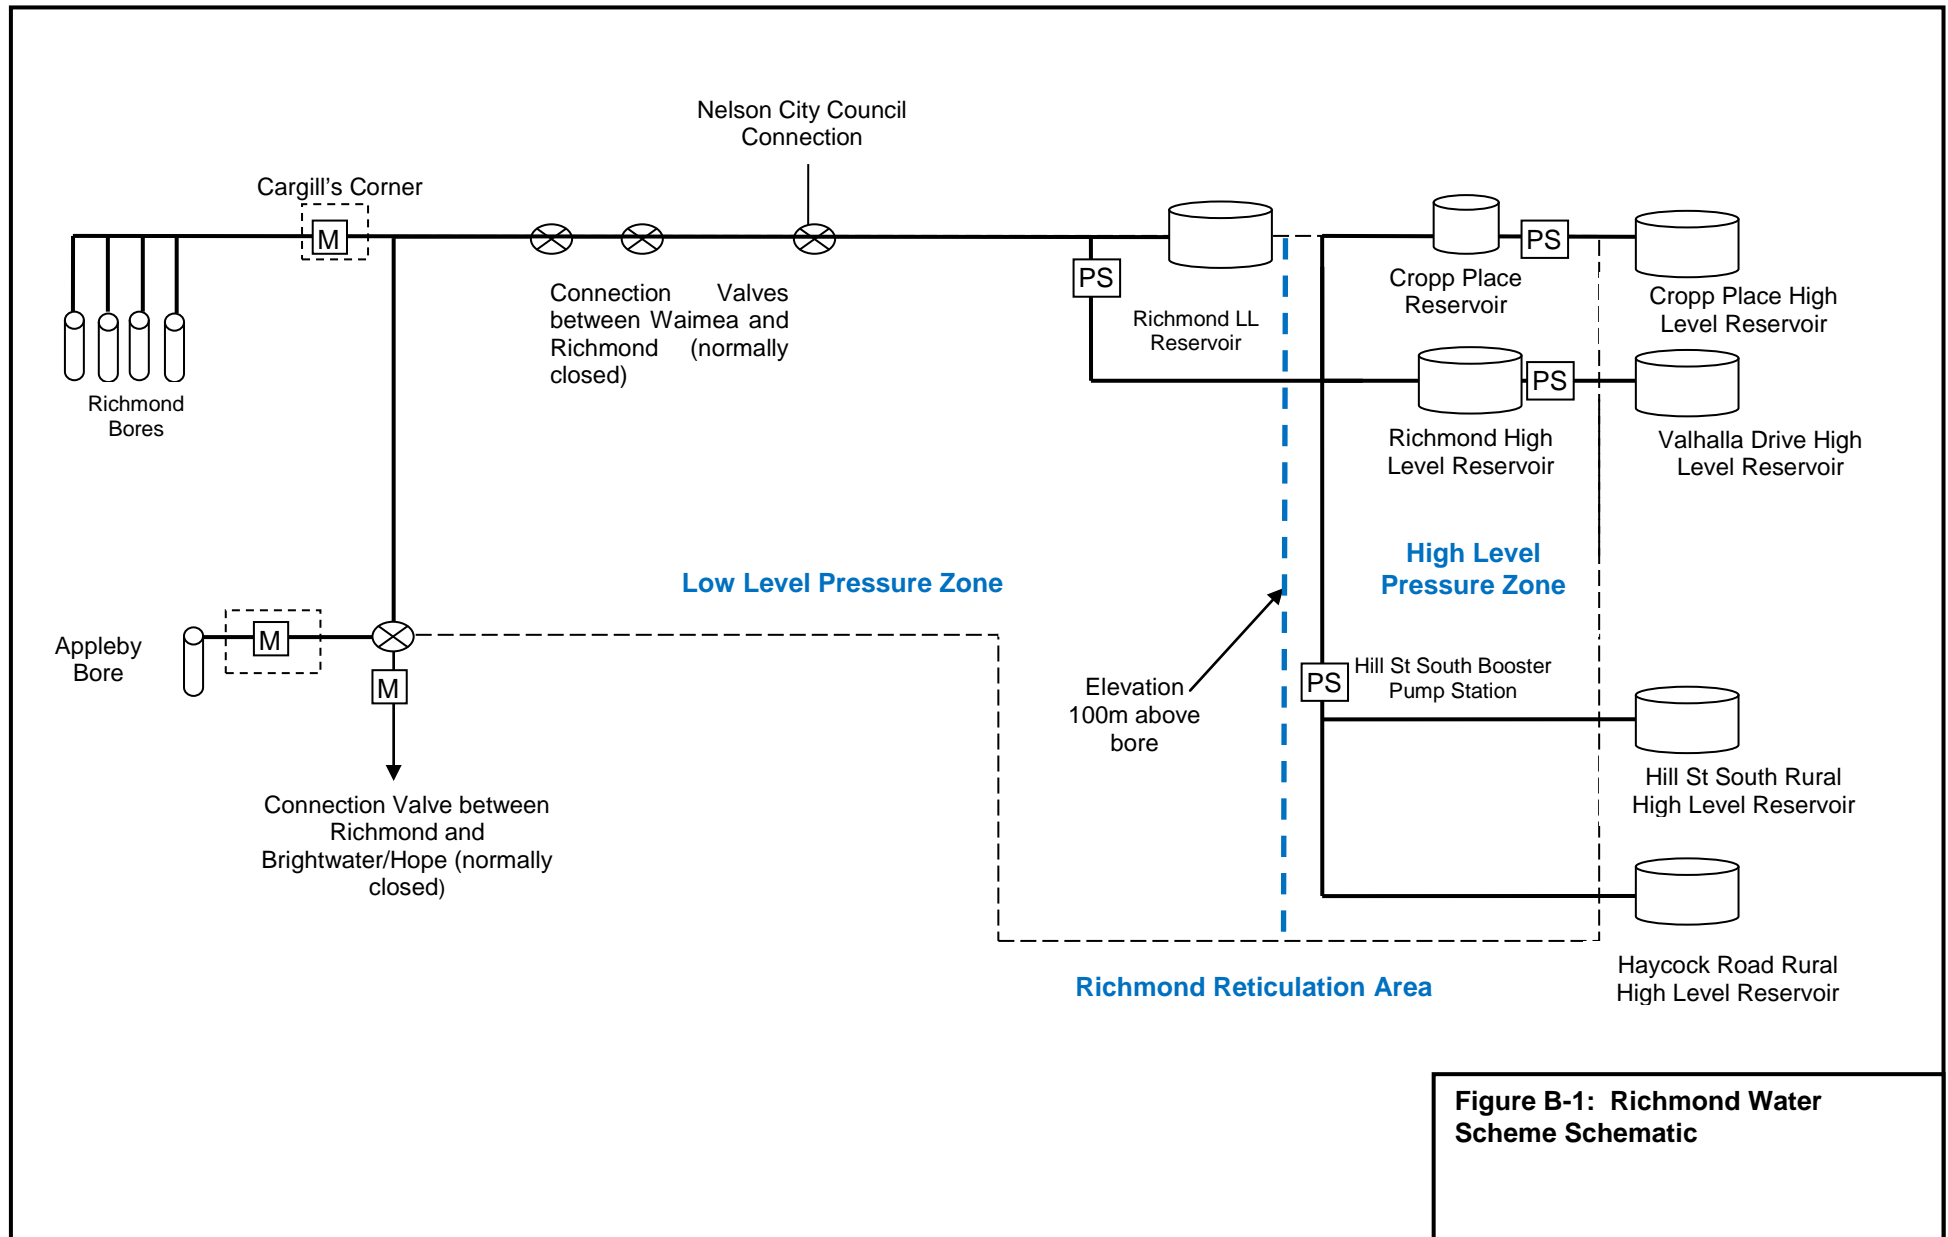 Nelson City Council
Connection
Cargill's Corner
M
Richmond
Bores
Connection Valves
between Waimea and
Richmond (normally
closed)
PS
Richmond LL
Reservoir
Cropp Place
Reservoir
PS
Cropp Place High
Level Reservoir
Richmond High
Level Reservoir
PS
Valhalla Drive High
Level Reservoir
Low Level Pressure Zone
High Level
Pressure Zone
Appleby
Bore
M
M
Connection Valve between
Richmond and
Brightwater/Hope (normally
closed)
Elevation
100m above
bore
PS
Hill St South Booster
Pump Station
Hill St South Rural
High Level Reservoir
Haycock Road Rural
High Level Reservoir
Richmond Reticulation Area
Figure B-1: Richmond Water
Scheme Schematic